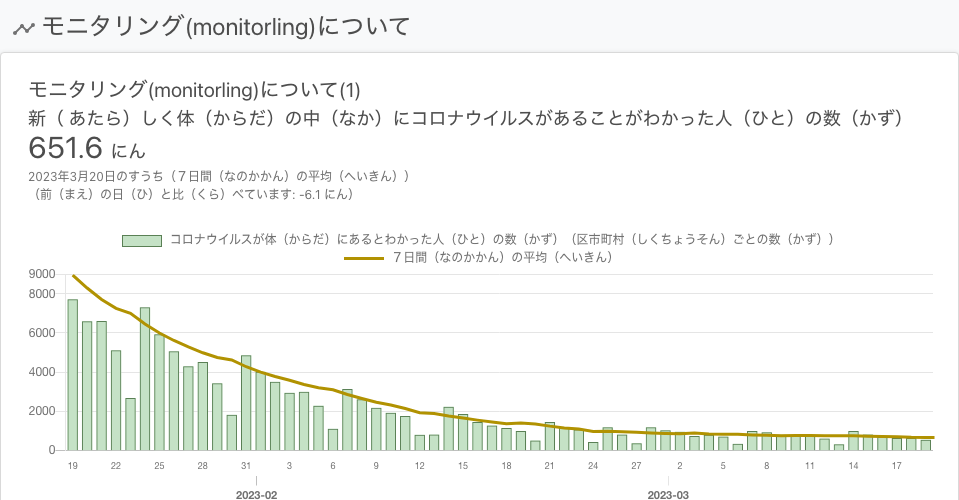 モニタリング(monitorling)について
モニタリング(monitorling)について(1)
新（ あたら）しく体（からだ）の中（なか）にコロナウイルスがあることがわかった人（ひと）の数（かず）
651.6 にん
2023年3月20日のすうち（７日間（なのかかん）の平均（へいきん））
（前（まえ）の日（ひ）と比（くら）べています: -6.1 にん）
コロナウイルスが体（からだ）にあるとわかった人（ひと）の数（かず）（区市町村（しくちょうそん）ごとの数（かず））
７日間（なのかかん）の平均（へいきん）
9000
8000
6000
4000
2000
0
19 22 25 28 31 3 6 9 12 15 18 21 24 27 2 5 8 11 14 17
2023-02 2023-03